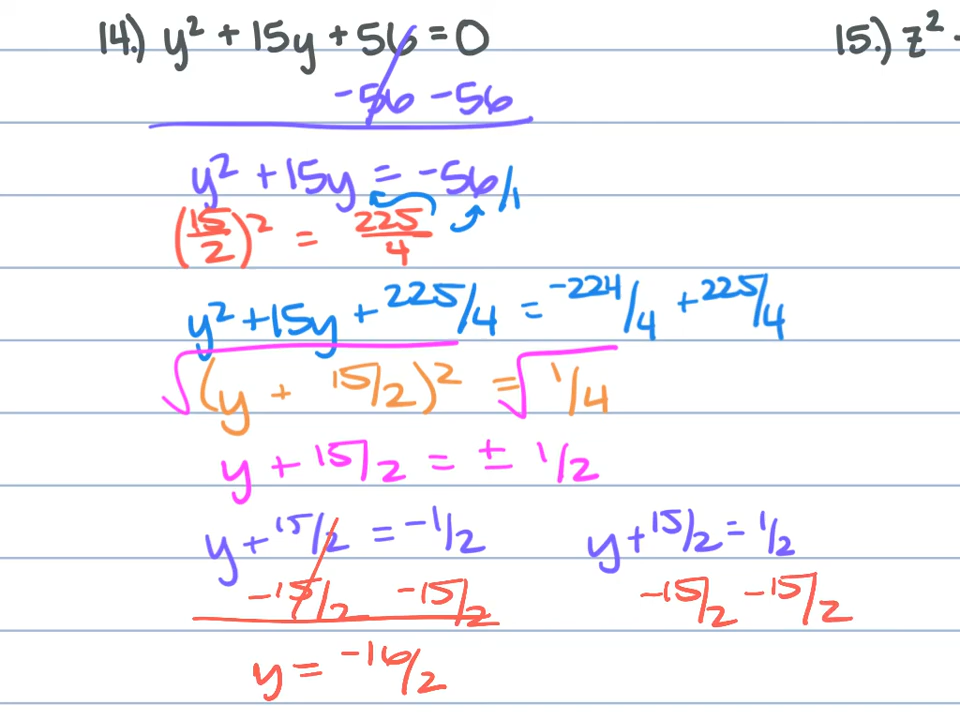 14.) y² + 15y + 56 = 0
15.) z²
-56 -56
y² + 15y = -56/1
(15/2)² = 225/4
y² + 15y + 225/4 = -224/4 + 225/4
√(y + 15/2)² = √1/4
y + 15/2 = ± 1/2
y + 15/2 = -1/2
y + 15/2 = 1/2
-15/2 -15/2
-15/2 -15/2
y = -16/2